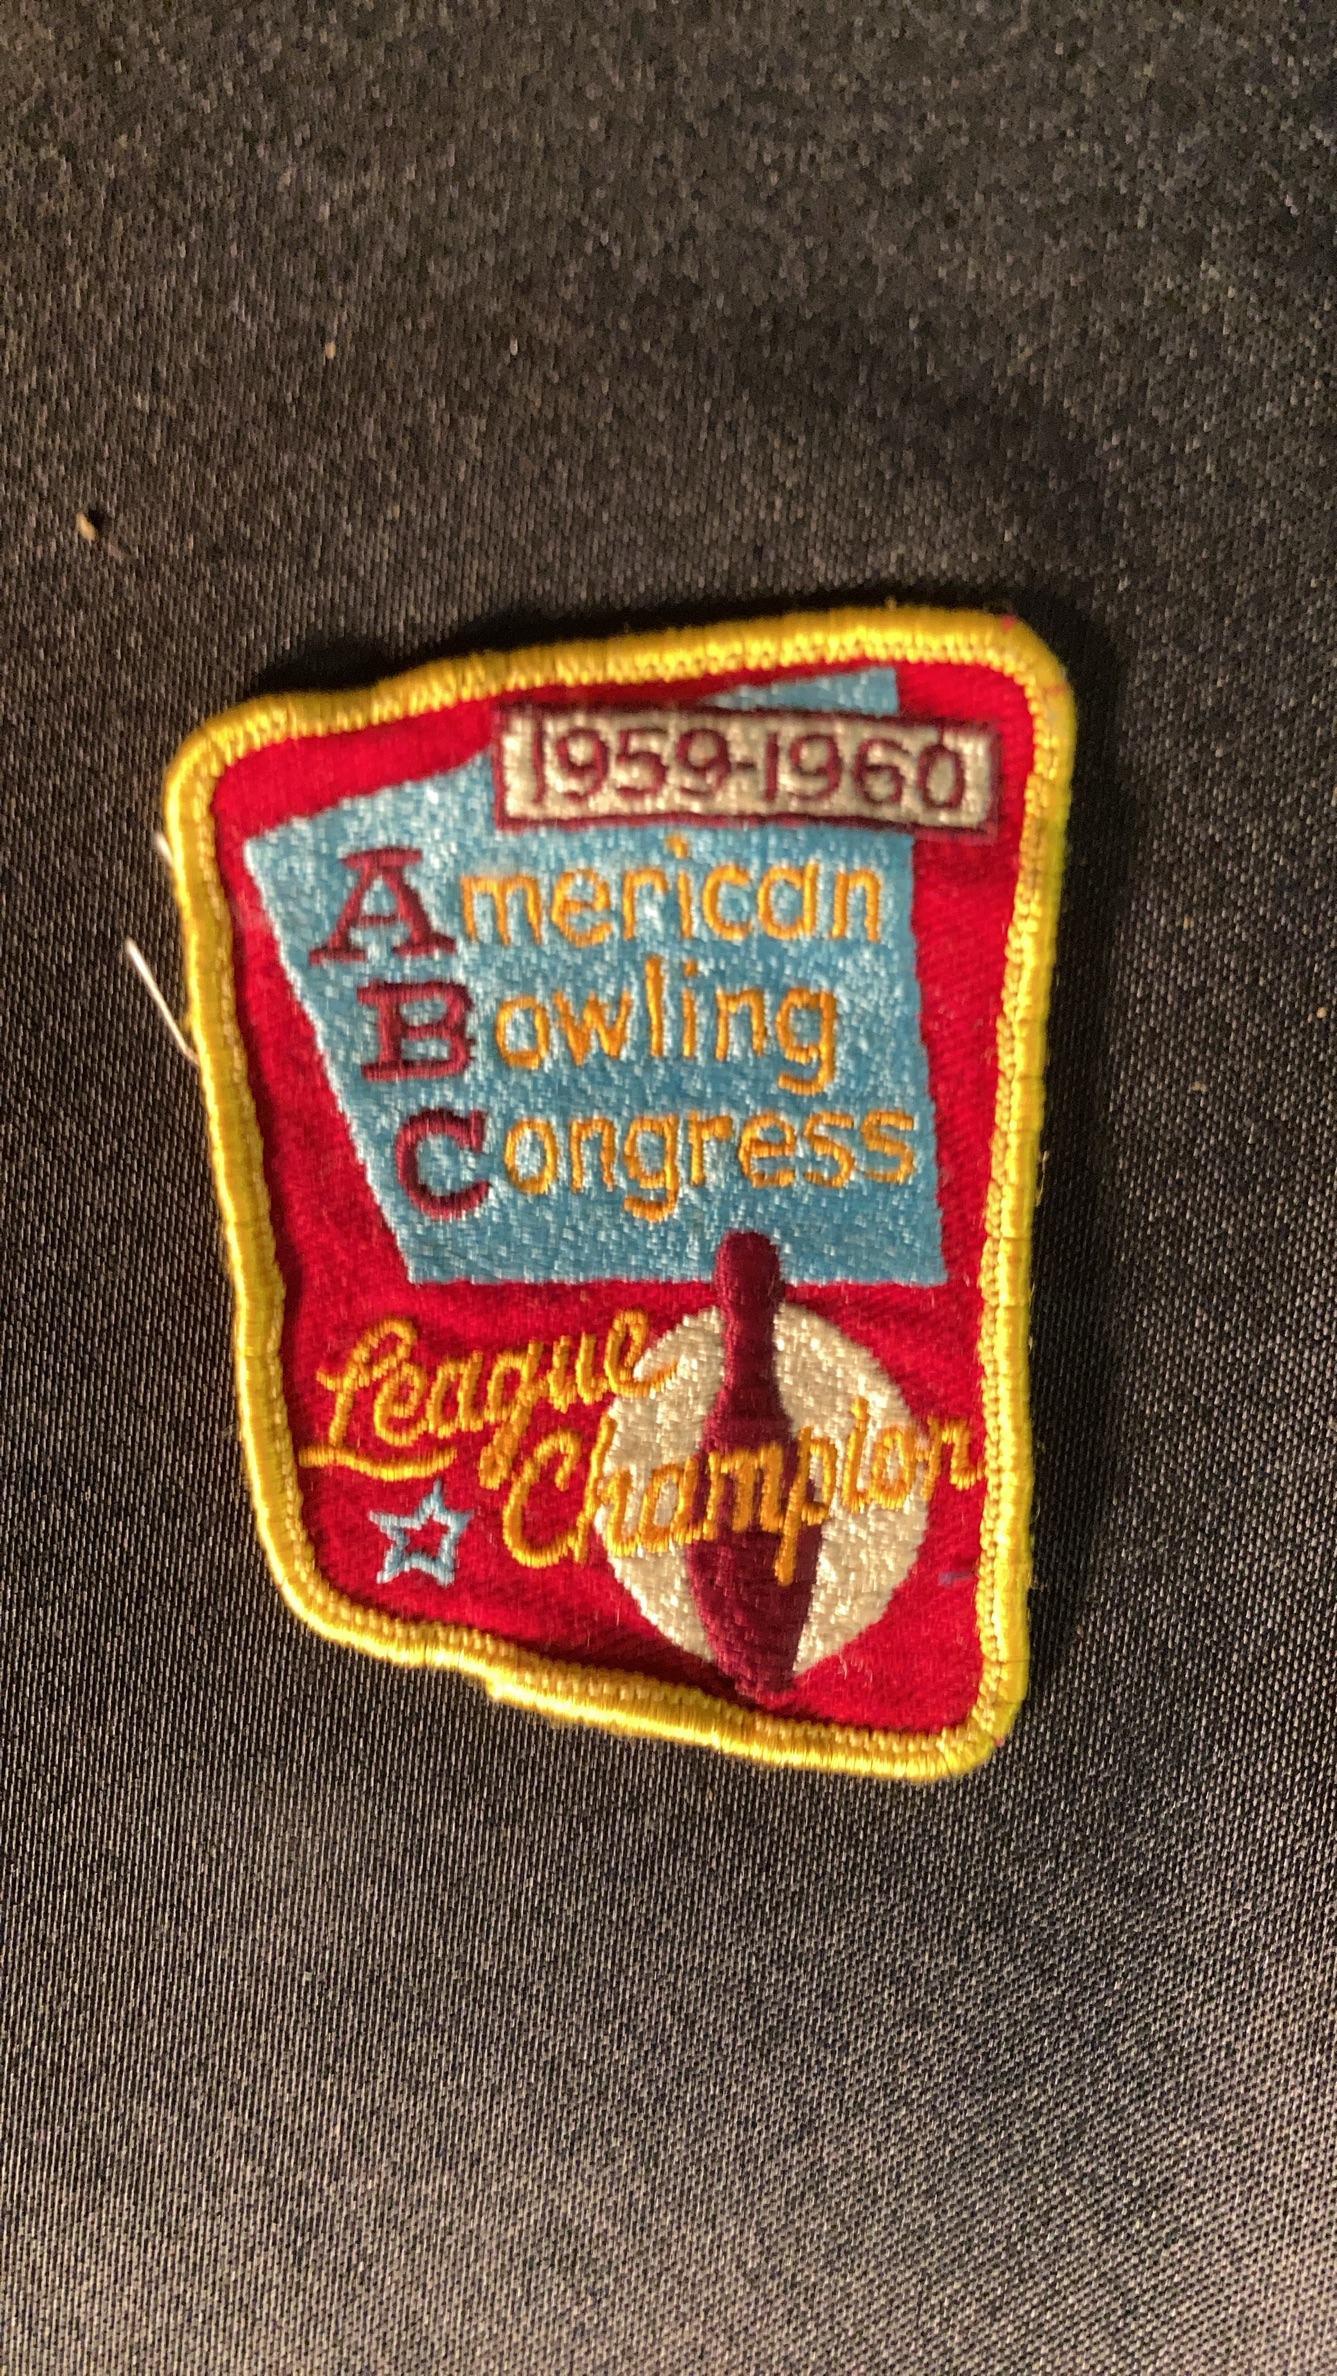 1959-1960
American
Bowling
Congress
League
Champion